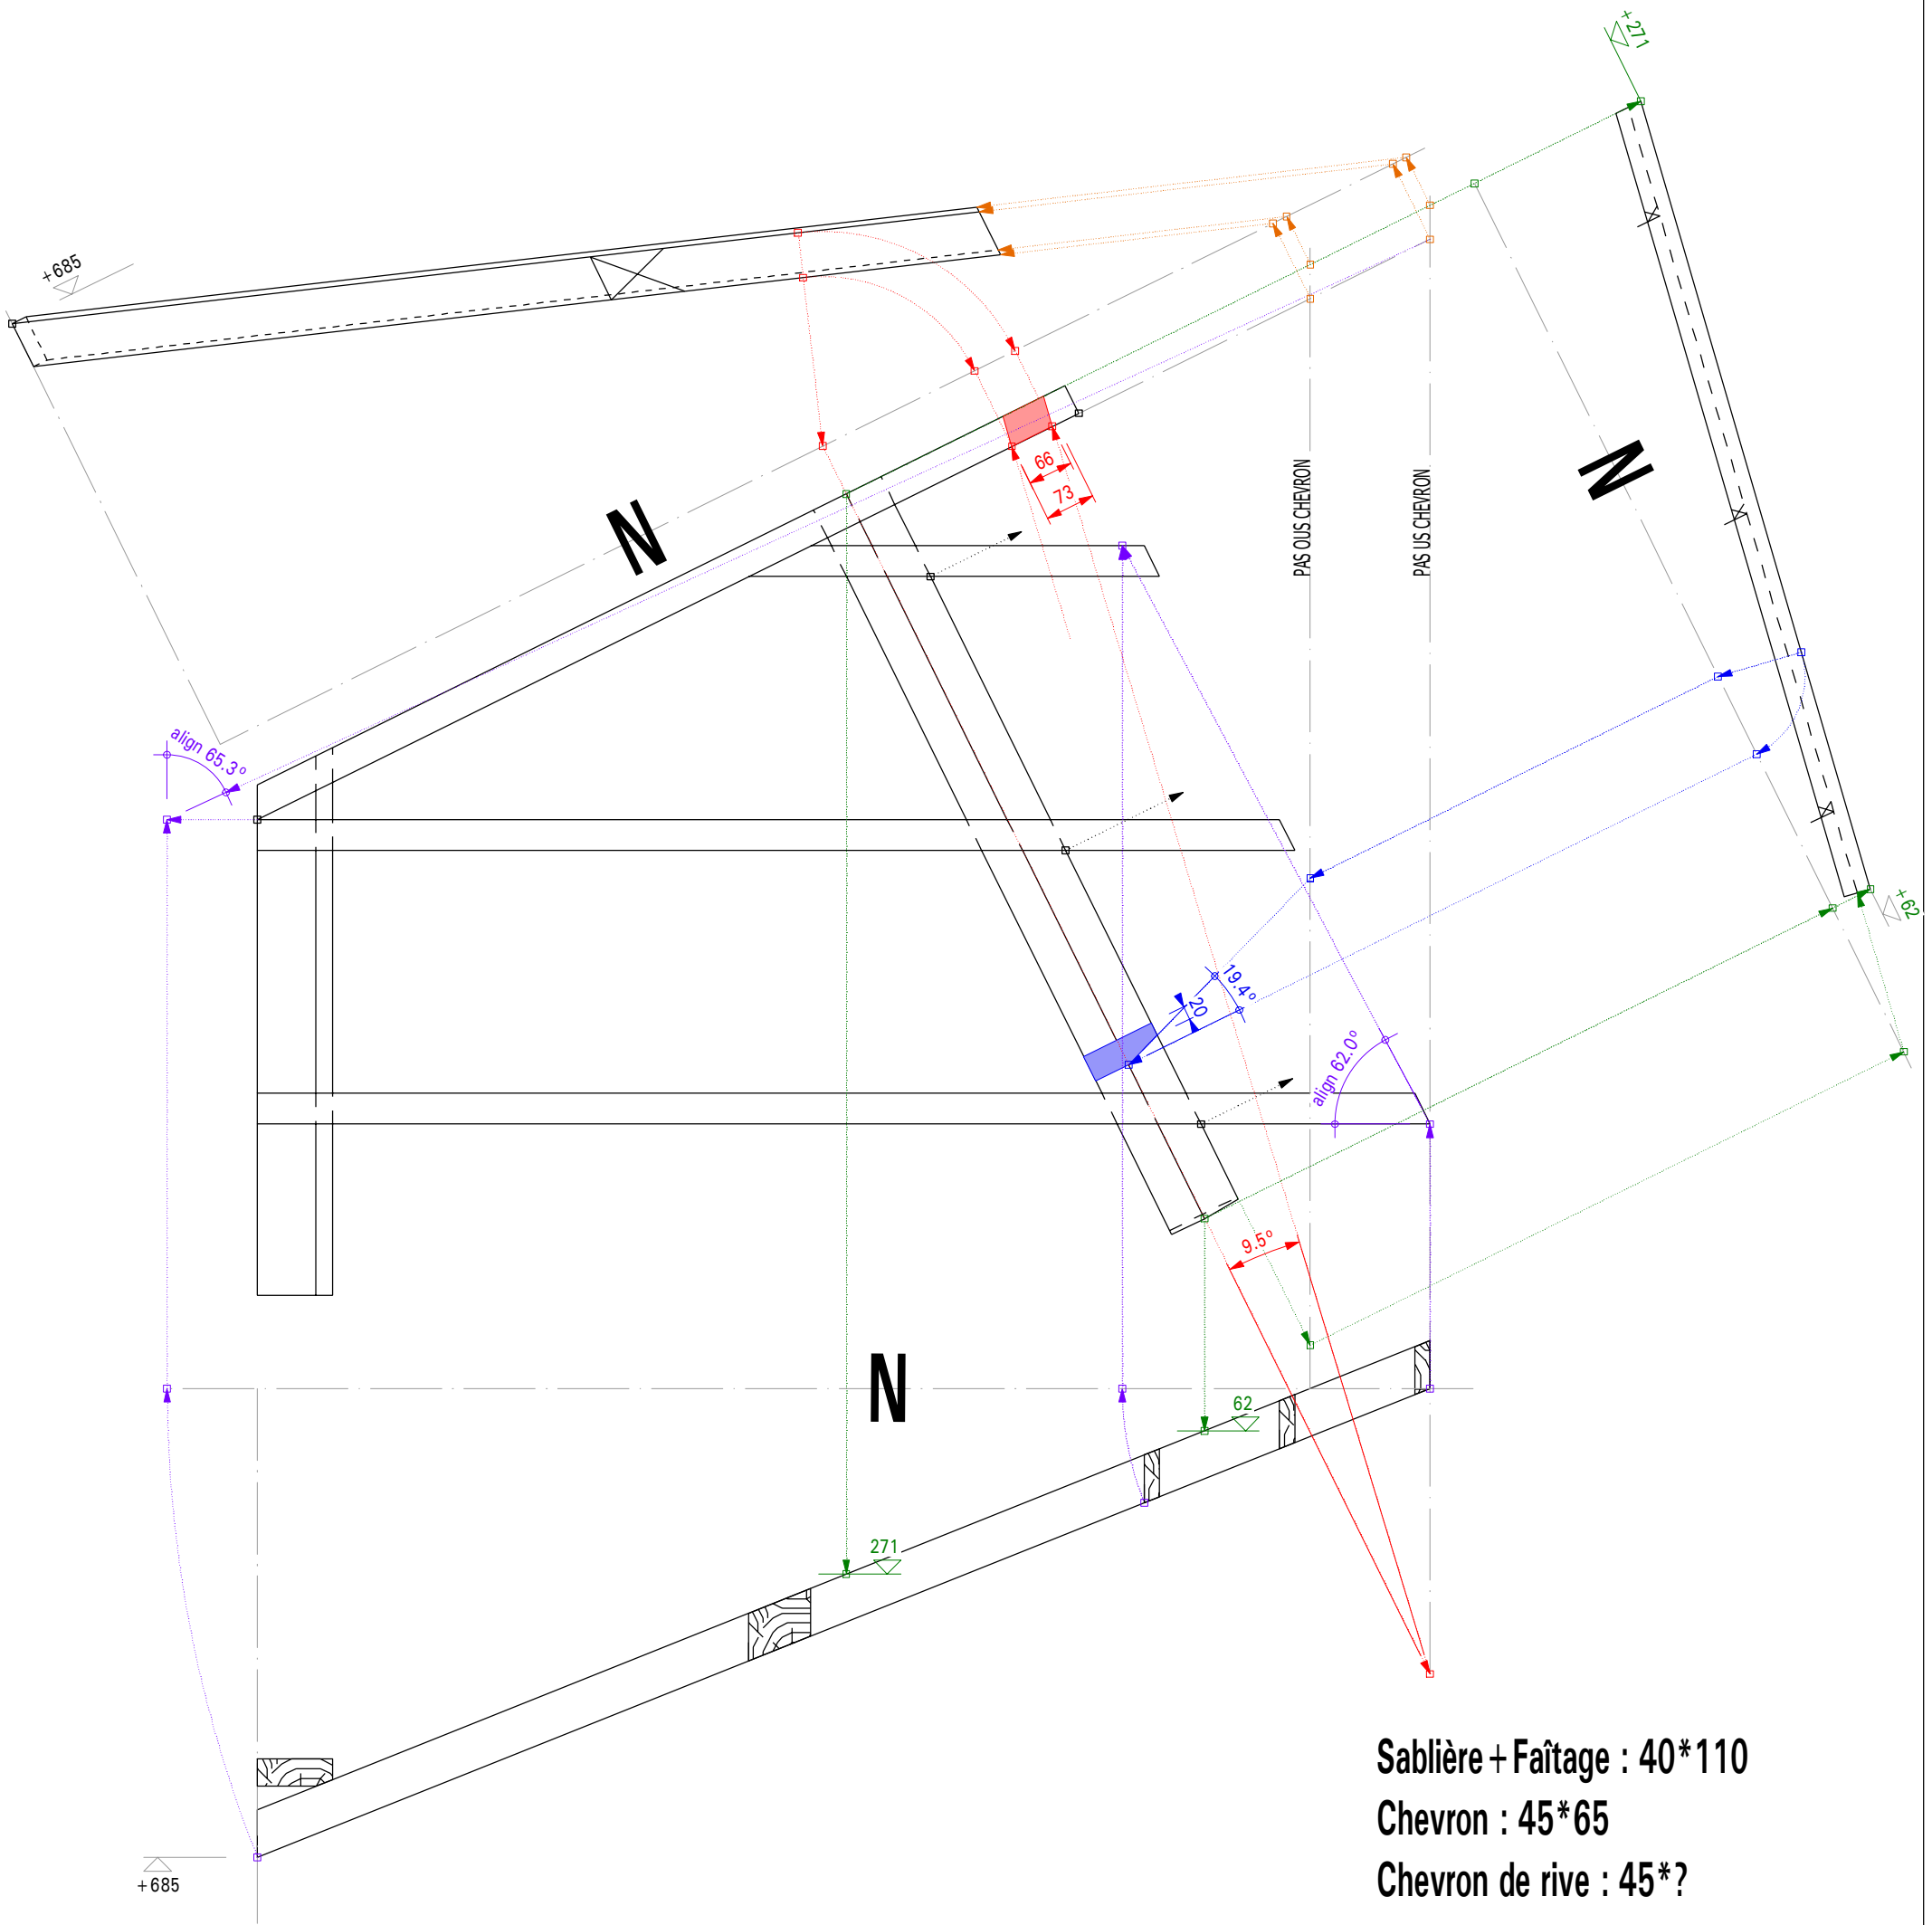 +271
+685
N
N
PAS OUS CHEVRON
PAS US CHEVRON
66
73
align 65.3°
19.4°
20
+62
align 62.0°
9.5°
N
62
271
+685
Sablière + Faîtage : 40*110
Chevron : 45*65
Chevron de rive : 45*?